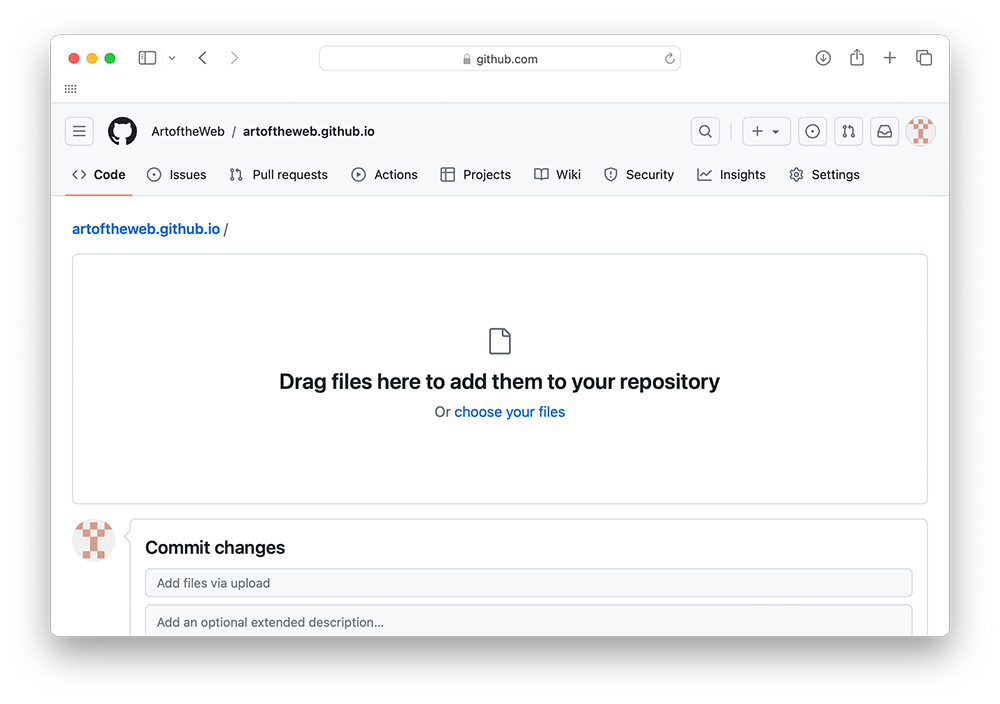 github.com
ArtoftheWeb / artoftheweb.github.io
Code Issues Pull requests Actions Projects Wiki Security Insights Settings
artoftheweb.github.io /
Drag files here to add them to your repository
Or choose your files
Commit changes
Add files via upload
Add an optional extended description...